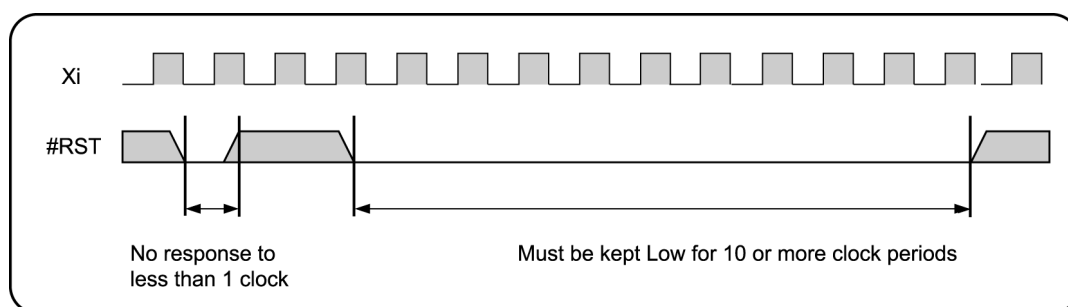 Xi
#RST
No response to
less than 1 clock
Must be kept Low for 10 or more clock periods